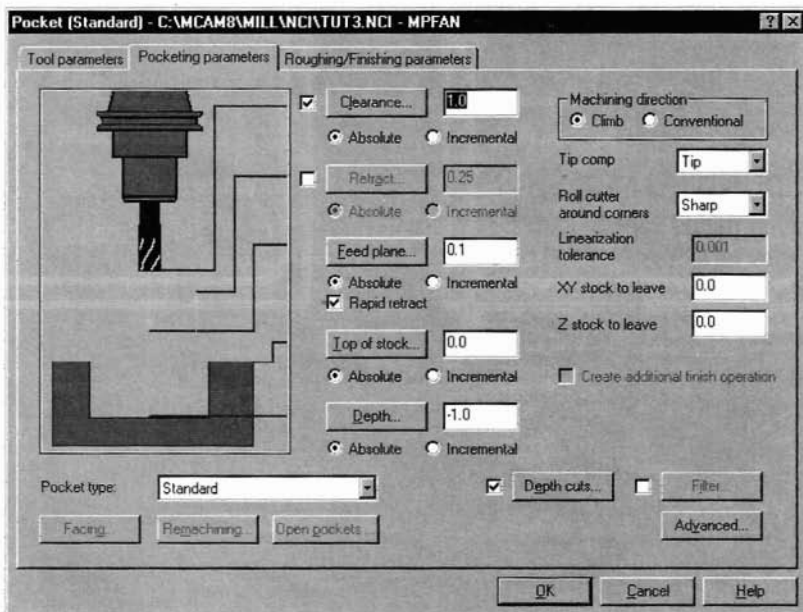 Pocket (Standard) - C:\MCAM8\MILL\NCI\TUT3.NCI - MPFAN
Tool parameters
Pocketing parameters
Roughing/Finishing parameters
Clearance...
1.0
Absolute
Incremental
Retract...
0.25
Absolute
Incremental
Feed plane...
0.1
Absolute
Incremental
Rapid retract
Top of stock...
0.0
Absolute
Incremental
Depth...
-1.0
Absolute
Incremental
Machining direction
Climb
Conventional
Tip comp
Tip
Roll cutter
around corners
Sharp
Linearization
tolerance
0.001
XY stock to leave
0.0
Z stock to leave
0.0
Create additional finish operation
Pocket type:
Standard
Depth cuts...
Filter...
Facing...
Remachining...
Open pockets...
Advanced...
OK
Cancel
Help